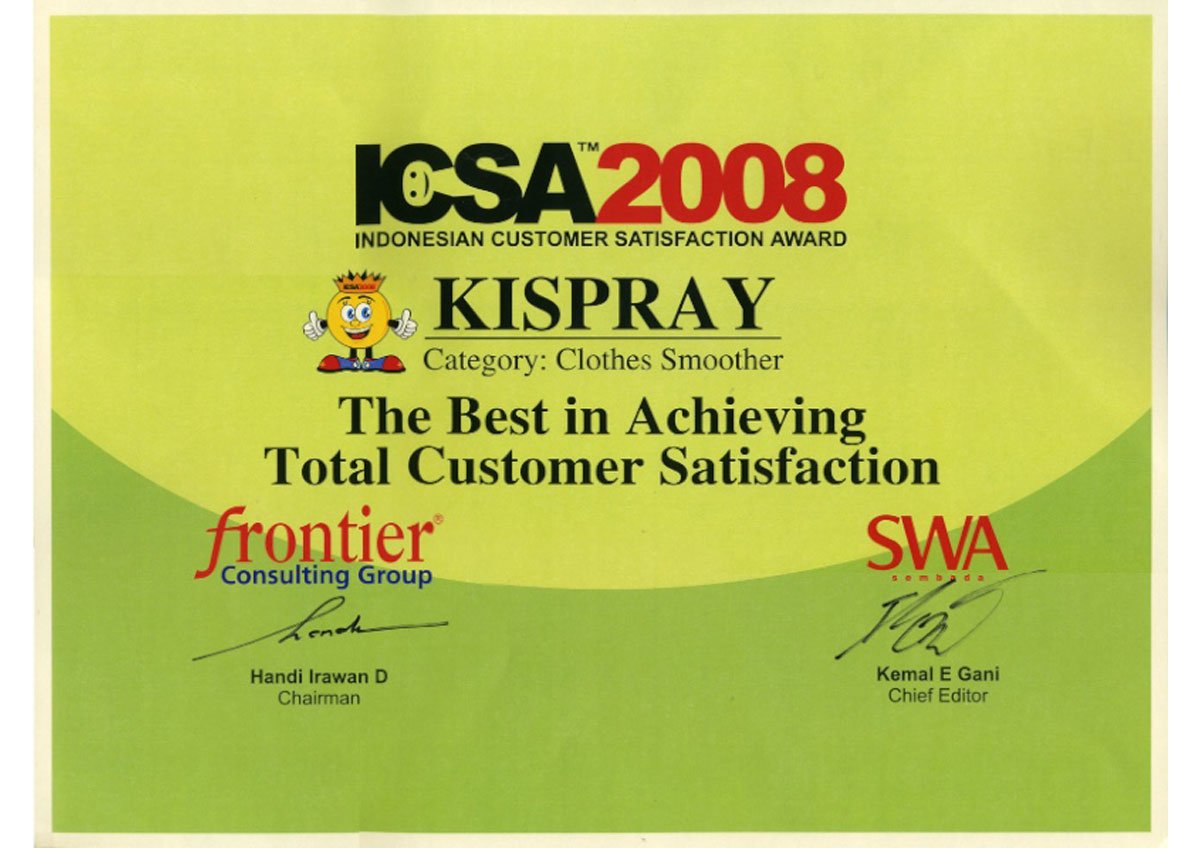 ICSA™2008
INDONESIAN CUSTOMER SATISFACTION AWARD
ICSA2008
KISPRAY
Category: Clothes Smoother
The Best in Achieving
Total Customer Satisfaction
frontier®
Consulting Group
SWA
sembada
Handi Irawan D
Chairman
Kemal E Gani
Chief Editor